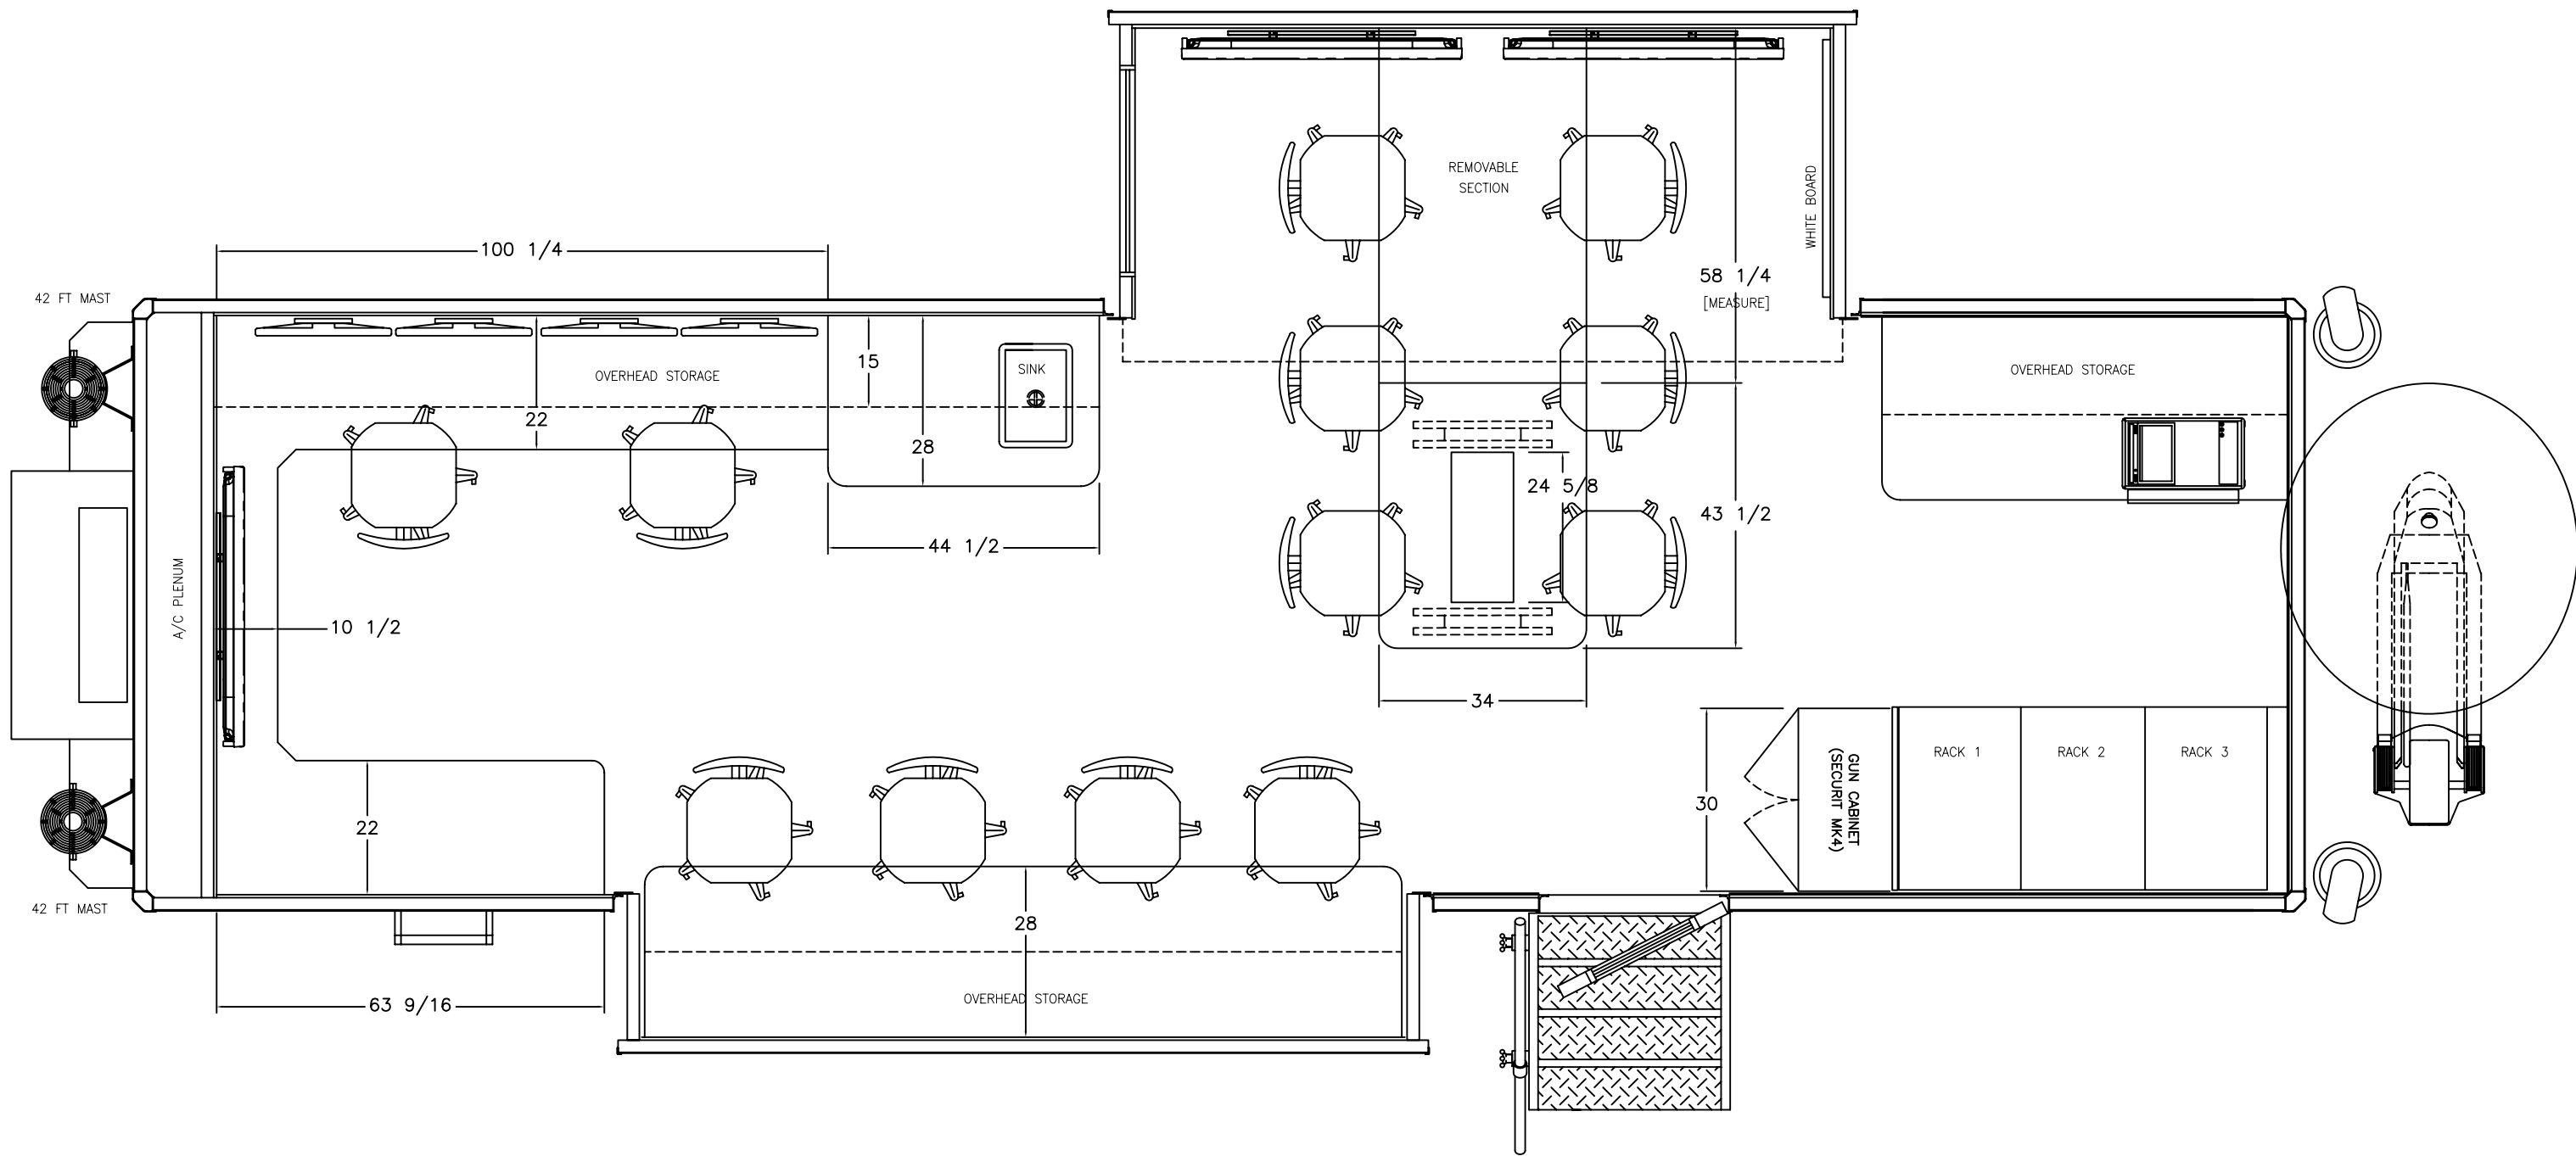 REMOVABLE
SECTION
WHITE BOARD
100 1/4
58 1/4
[MEASURE]
42 FT MAST
15
SINK
OVERHEAD STORAGE
OVERHEAD STORAGE
22
28
24 5/8
43 1/2
44 1/2
A/C PLENUM
10 1/2
34
RACK 1
RACK 2
RACK 3
GUN CABINET
(SECURIT MK4)
30
22
42 FT MAST
28
63 9/16
OVERHEAD STORAGE